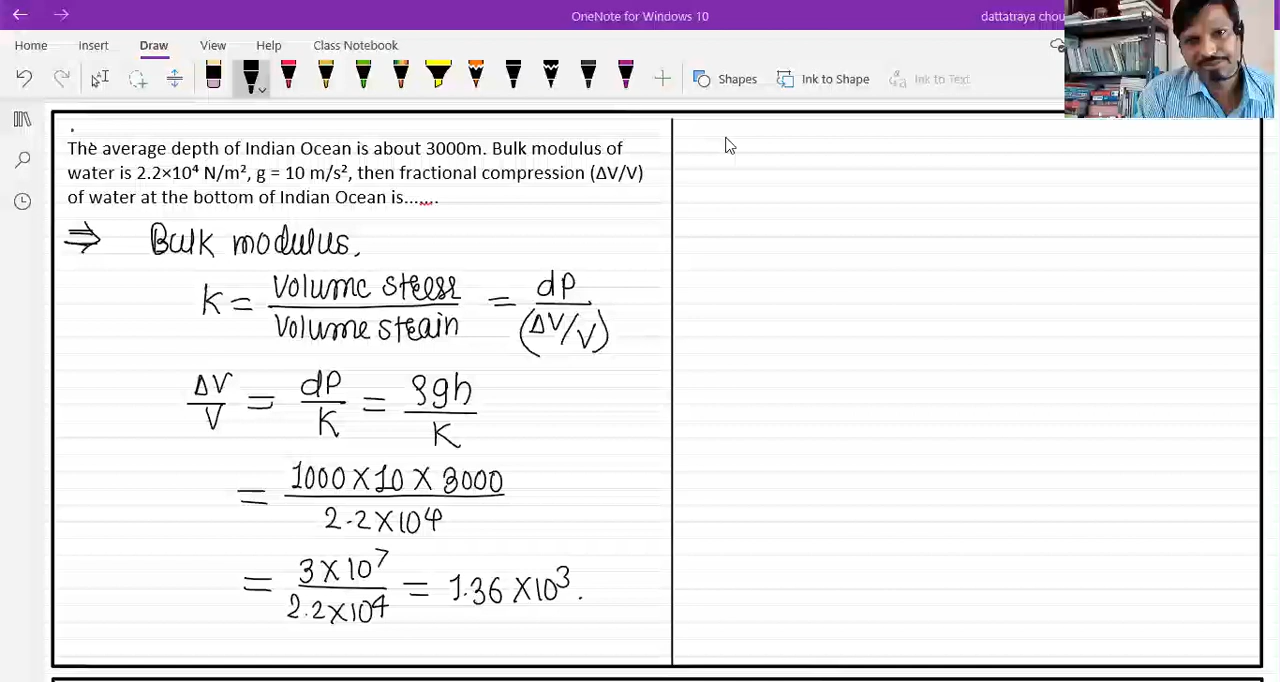 OneNote for Windows 10
dattatraya chou
Home Insert Draw View Help Class Notebook
Shapes Ink to Shape Ink to Text
The average depth of Indian Ocean is about 3000m. Bulk modulus of
water is 2.2×10⁴ N/m², g = 10 m/s², then fractional compression (ΔV/V)
of water at the bottom of Indian Ocean is.......
⇒ Bulk modulus,
K = Volume stress / Volume strain = dP / (ΔV/V)
ΔV / V = dP / K = ρgh / K
= 1000 × 10 × 3000 / 2.2 × 10⁴
= 3 × 10⁷ / 2.2 × 10⁴ = 1.36 × 10³.